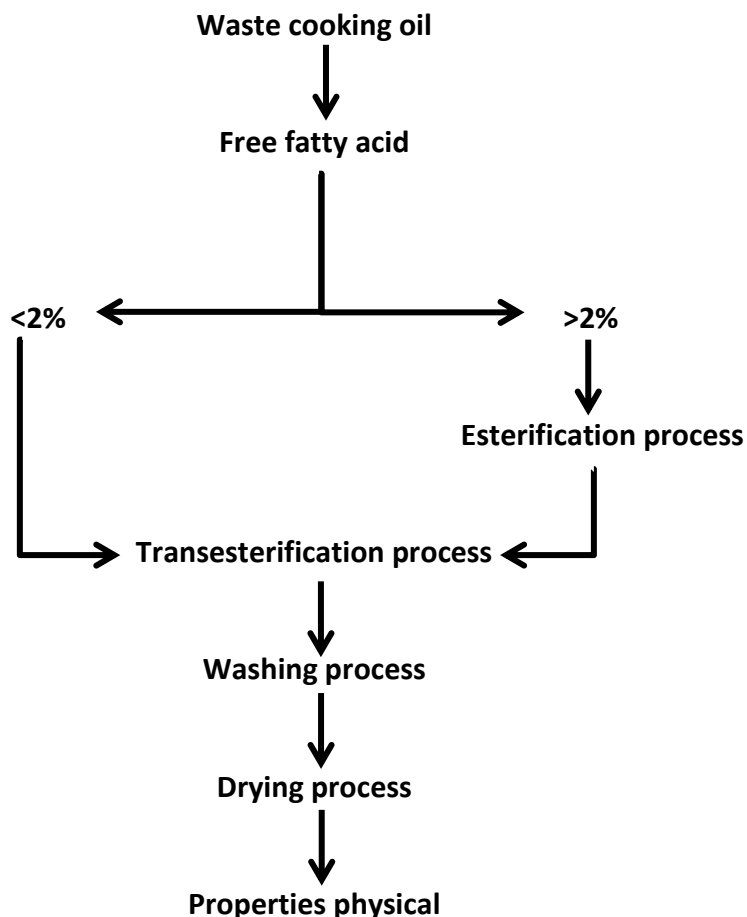 Waste cooking oil
Free fatty acid
<2%
>2%
Esterification process
Transesterification process
Washing process
Drying process
Properties physical